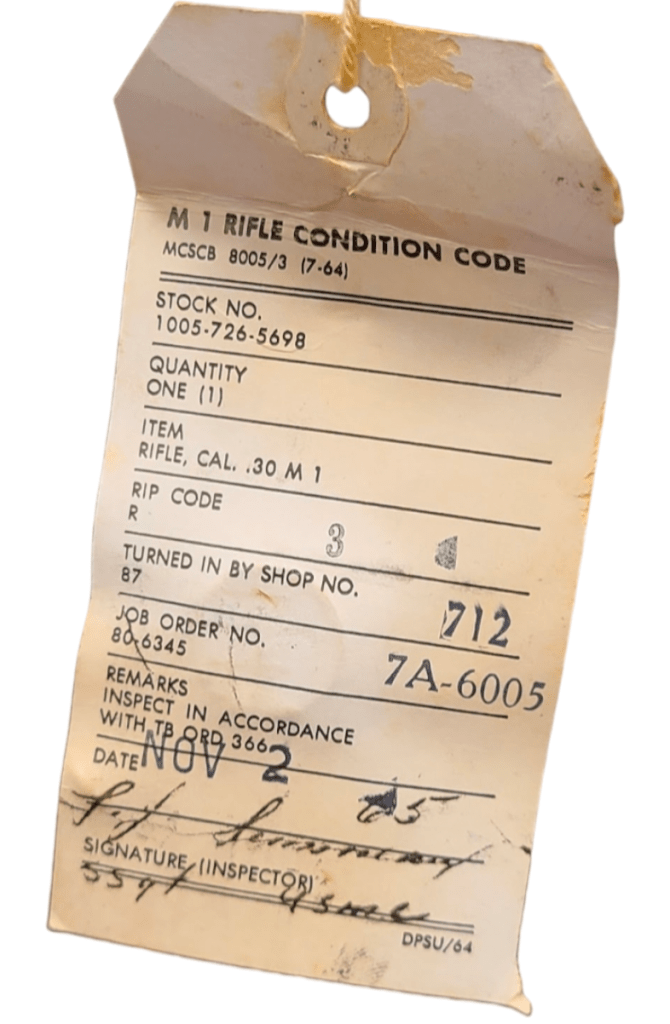 M 1 RIFLE CONDITION CODE
MCSCB 8005/3 (7-64)
STOCK NO.
1005-726-5698
QUANTITY
ONE (1)
ITEM
RIFLE, CAL. .30 M 1
RIP CODE
R 3
TURNED IN BY SHOP NO.
87 712
JOB ORDER NO.
80-6345 7A-6005
REMARKS
INSPECT IN ACCORDANCE
WITH TB ORD 366
DATE NOV 2 65
SIGNATURE (INSPECTOR)
SSgt USMC
DPSU/64